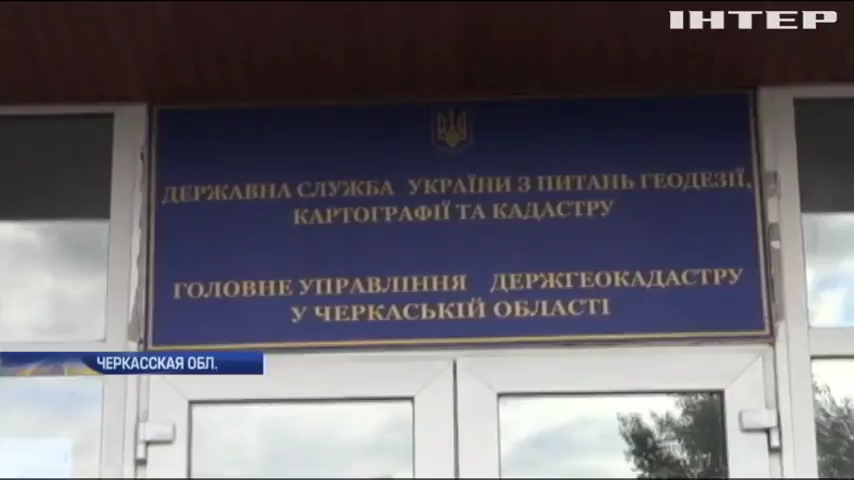 ІНТЕР
ДЕРЖАВНА СЛУЖБА УКРАЇНИ З ПИТАНЬ ГЕОДЕЗІЇ,
КАРТОГРАФІЇ ТА КАДАСТРУ
ГОЛОВНЕ УПРАВЛІННЯ ДЕРЖГЕОКАДАСТРУ
У ЧЕРКАСЬКІЙ ОБЛАСТІ
ЧЕРКАССКАЯ ОБЛ.